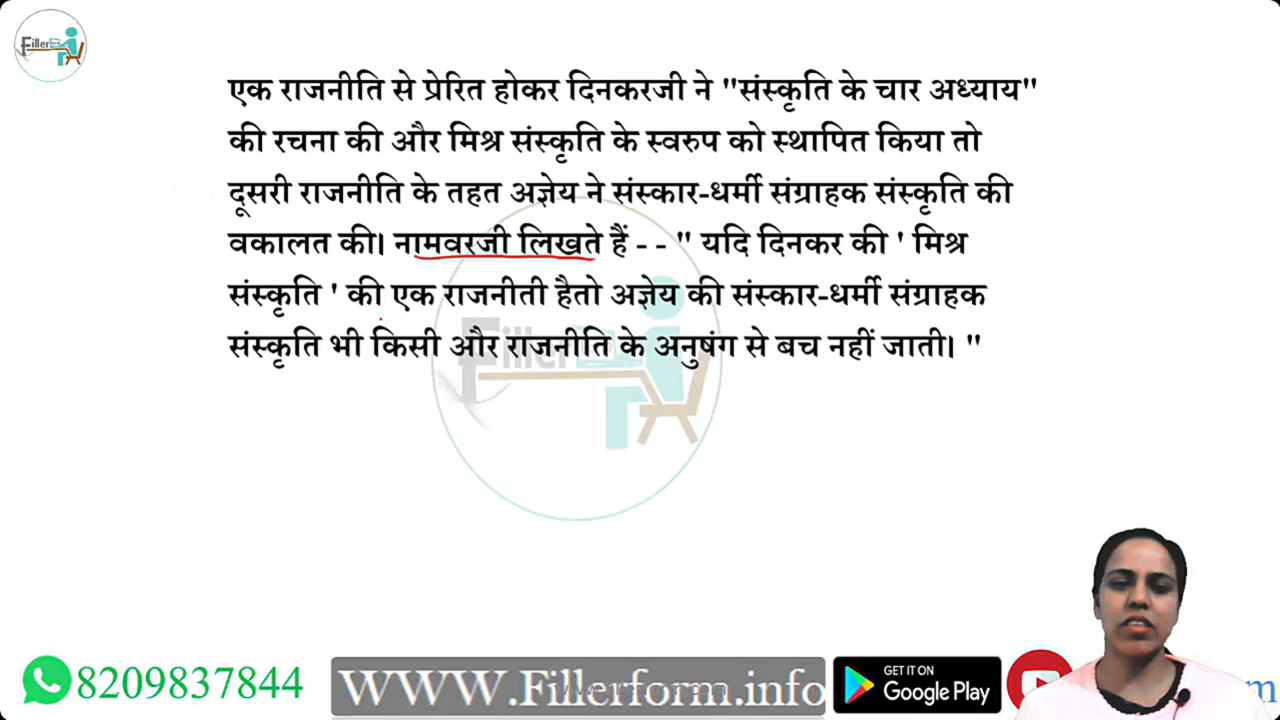 Filler
एक राजनीति से प्रेरित होकर दिनकरजी ने "संस्कृति के चार अध्याय"
की रचना की और मिश्र संस्कृति के स्वरुप को स्थापित किया तो
दूसरी राजनीति के तहत अज्ञेय ने संस्कार-धर्मी संग्राहक संस्कृति की
वकालत की। नामवरजी लिखते हैं - - " यदि दिनकर की ' मिश्र
संस्कृति ' की एक राजनीती हैतो अज्ञेय की संस्कार-धर्मी संग्राहक
संस्कृति भी किसी और राजनीति के अनुषंग से बच नहीं जाती। "
Filler
8209837844
WWW.Fillerform.info
GET IT ON
Google Play